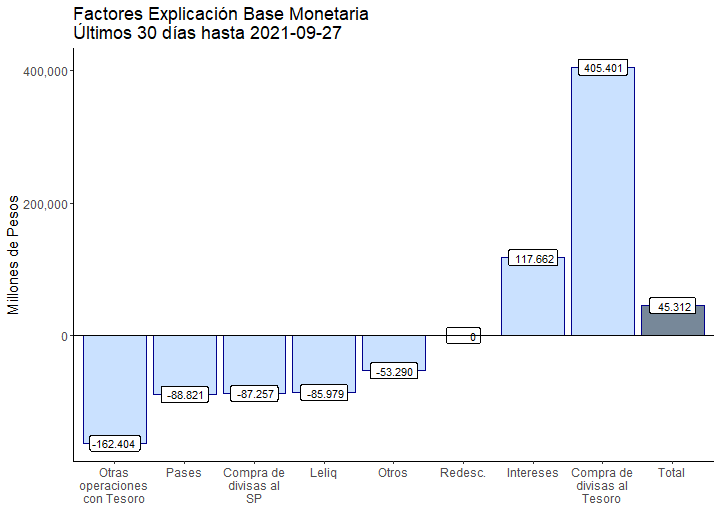 Factores Explicación Base Monetaria
Últimos 30 días hasta 2021-09-27
Millones de Pesos
400,000
200,000
0
-162.404
-88.821
-87.257
-85.979
-53.290
0
117.662
405.401
45.312
Otras
operaciones
con Tesoro
Pases
Compra de
divisas al
SP
Leliq
Otros
Redesc.
Intereses
Compra de
divisas al
Tesoro
Total